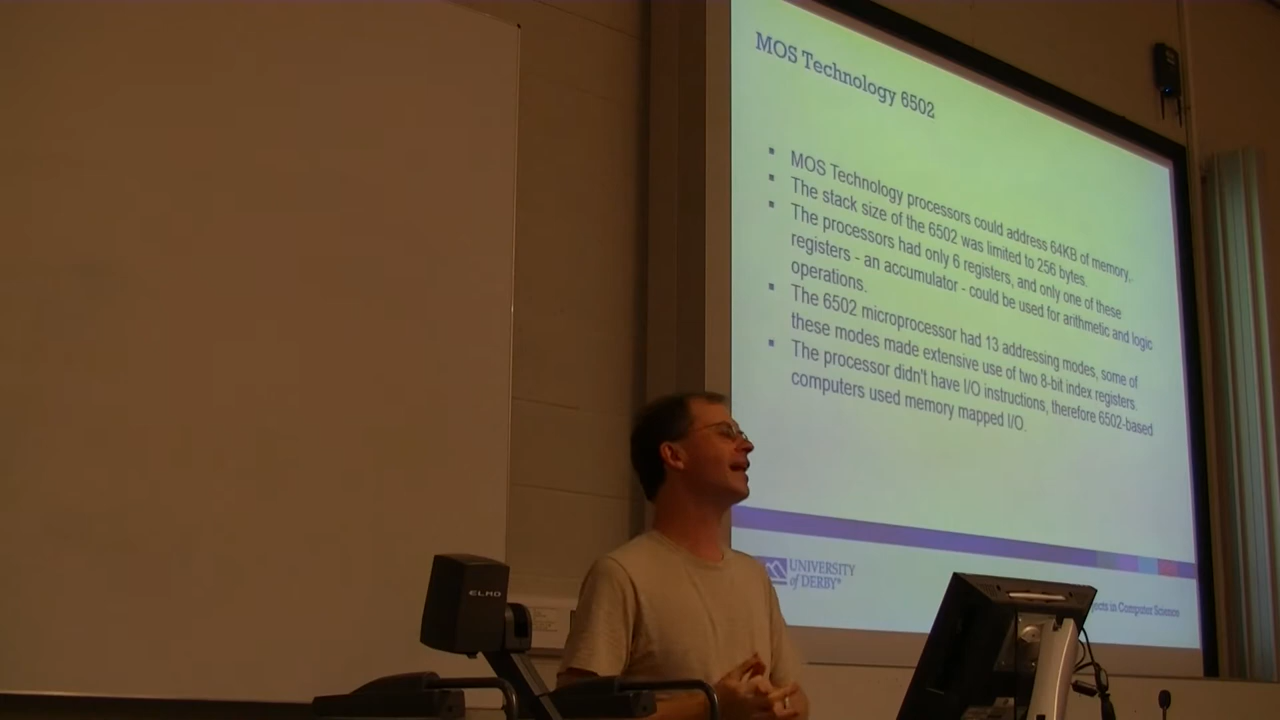 MOS Technology 6502
MOS Technology processors could address 64KB of memory.
The stack size of the 6502 was limited to 256 bytes.
The processors had only 6 registers, and only one of these
registers - an accumulator - could be used for arithmetic and logic
operations.
The 6502 microprocessor had 13 addressing modes, some of
these modes made extensive use of two 8-bit index registers.
The processor didn't have I/O instructions, therefore 6502-based
computers used memory mapped I/O.
UNIVERSITY
of DERBY
jects in Computer Science
ELMO